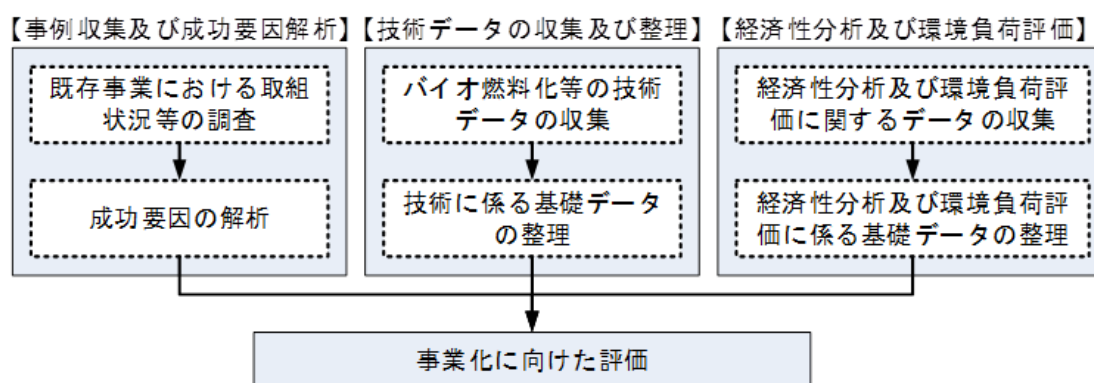 【事例収集及び成功要因解析】【技術データの収集及び整理】【経済性分析及び環境負荷評価】
既存事業における取組
状況等の調査
バイオ燃料化等の技術
データの収集
経済性分析及び環境負荷評
価に関するデータの収集
成功要因の解析
技術に係る基礎データ
の整理
経済性分析及び環境負荷評
価に係る基礎データの整理
事業化に向けた評価